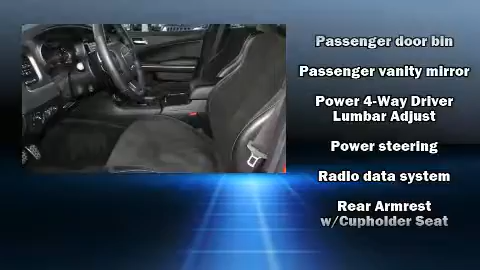 Passenger door bin
Passenger vanity mirror
Power 4-Way Driver
Lumbar Adjust
Power steering
Radio data system
Rear Armrest
w/Cupholder Seat